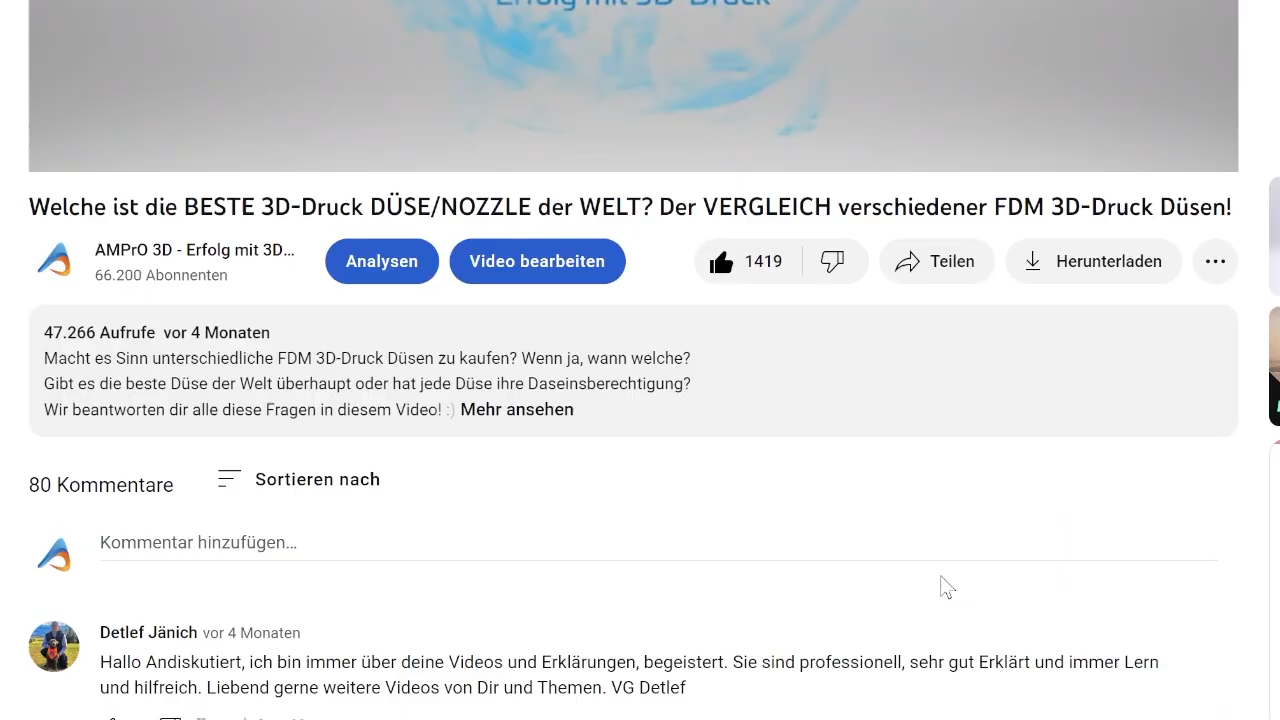 Erfolg mit 3D-Druck
Welche ist die BESTE 3D-Druck DÜSE/NOZZLE der WELT? Der VERGLEICH verschiedener FDM 3D-Druck Düsen!
AMPrO 3D - Erfolg mit 3D...
66.200 Abonnenten
Analysen
Video bearbeiten
1419
Teilen
Herunterladen
47.266 Aufrufe vor 4 Monaten
Macht es Sinn unterschiedliche FDM 3D-Druck Düsen zu kaufen? Wenn ja, wann welche?
Gibt es die beste Düse der Welt überhaupt oder hat jede Düse ihre Daseinsberechtigung?
Wir beantworten dir alle diese Fragen in diesem Video! :) Mehr ansehen
80 Kommentare
Sortieren nach
Kommentar hinzufügen...
Detlef Jänich vor 4 Monaten
Hallo Andiskutiert, ich bin immer über deine Videos und Erklärungen, begeistert. Sie sind professionell, sehr gut Erklärt und immer Lern
und hilfreich. Liebend gerne weitere Videos von Dir und Themen. VG Detlef